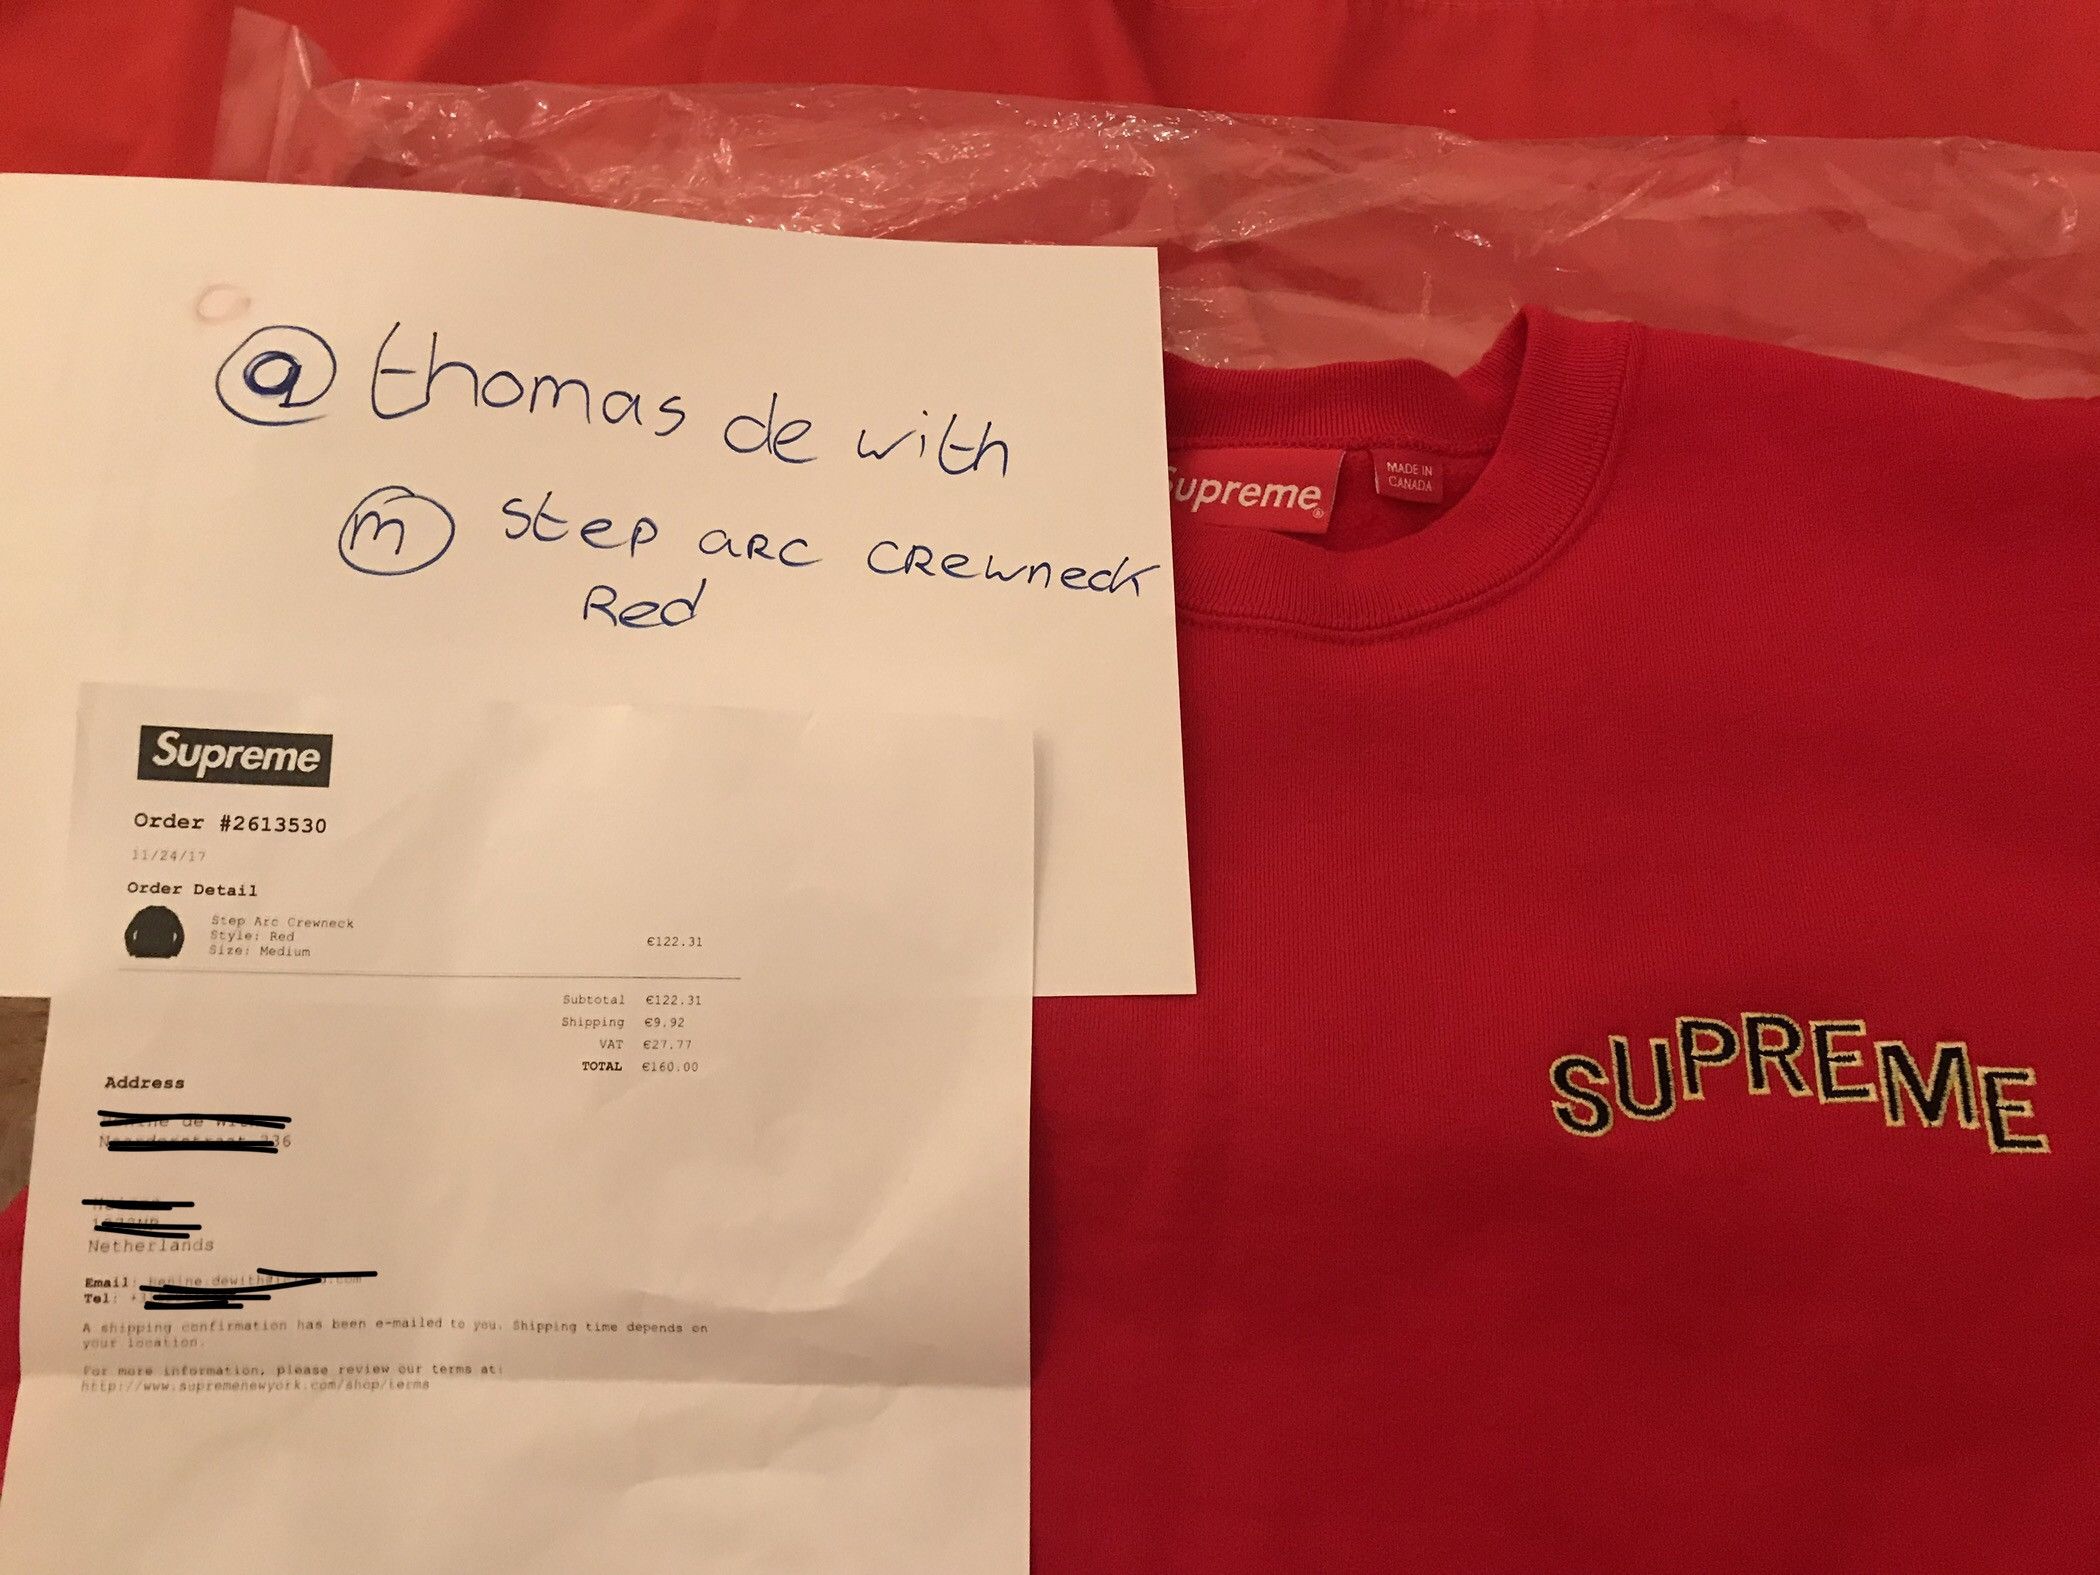 @thomas de with
m step arc crewneck
Red
Supreme
Order #2613530
11/24/17
Order Detail
Step Arc Crewneck
Style: Red
Size: Medium
€122.31
Subtotal €122.31
Shipping €9.92
VAT €27.77
TOTAL €160.00
Address
Netherlands
Email:
Tel:
A shipping confirmation has been e-mailed to you. Shipping time depends on
your location.
For more information, please review our terms at:
http://www.supremenewyork.com/shop/terms
Supreme®
MADE IN
CANADA
SUPREME